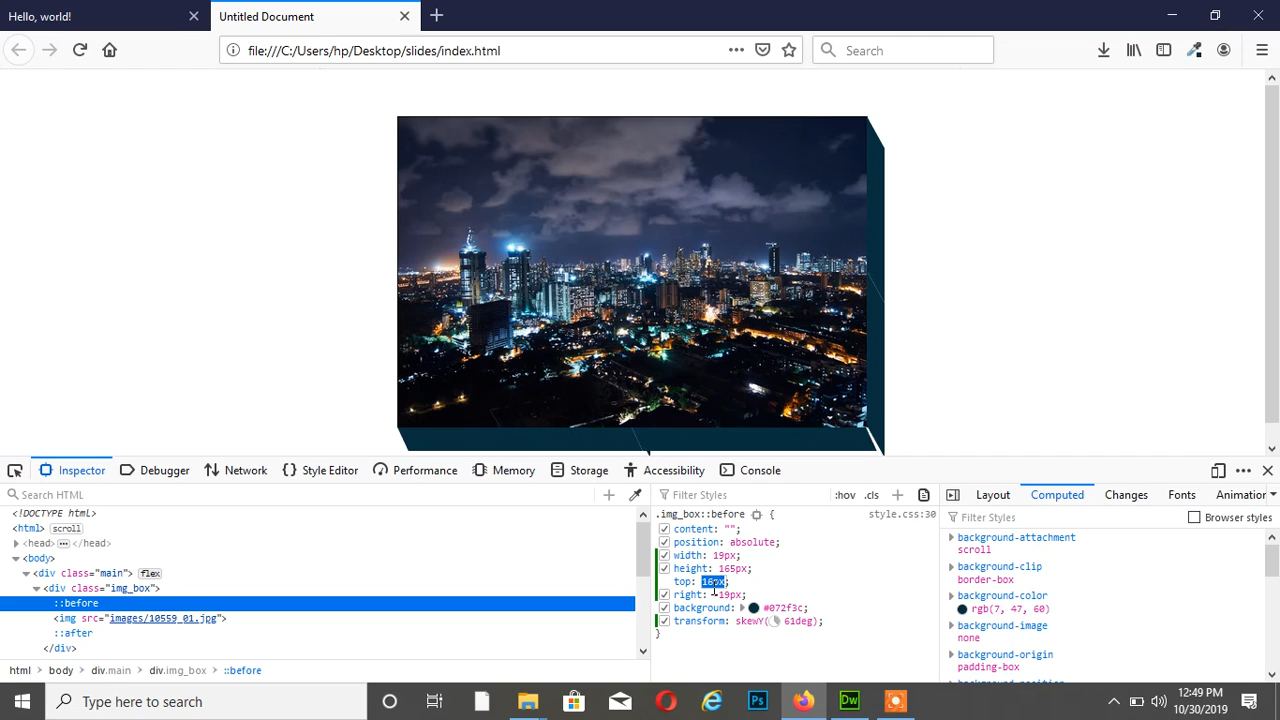 Hello, world!
Untitled Document
file:///C:/Users/hp/Desktop/slides/index.html
Search
Inspector
Debugger
Network
Style Editor
Performance
Memory
Storage
Accessibility
Console
Search HTML
Filter Styles
:hov
.cls
Layout
Computed
Changes
Fonts
Animation
<!DOCTYPE html>
<html> scroll
<head> </head>
<body>
<div class="main"> flex
<div class="img_box">
::before
<img src="images/10559_01.jpg">
::after
</div>
.img_box::before {
style.css:30
content: "";
position: absolute;
width: 19px;
height: 165px;
top: 16px;
right: -19px;
background: #072f3c;
transform: skewY( 61deg);
}
Filter Styles
Browser styles
background-attachment
scroll
background-clip
border-box
background-color
rgb(7, 47, 60)
background-image
none
background-origin
padding-box
html
body
div.main
div.img_box
::before
Type here to search
Ps
Dw
12:49 PM
10/30/2019